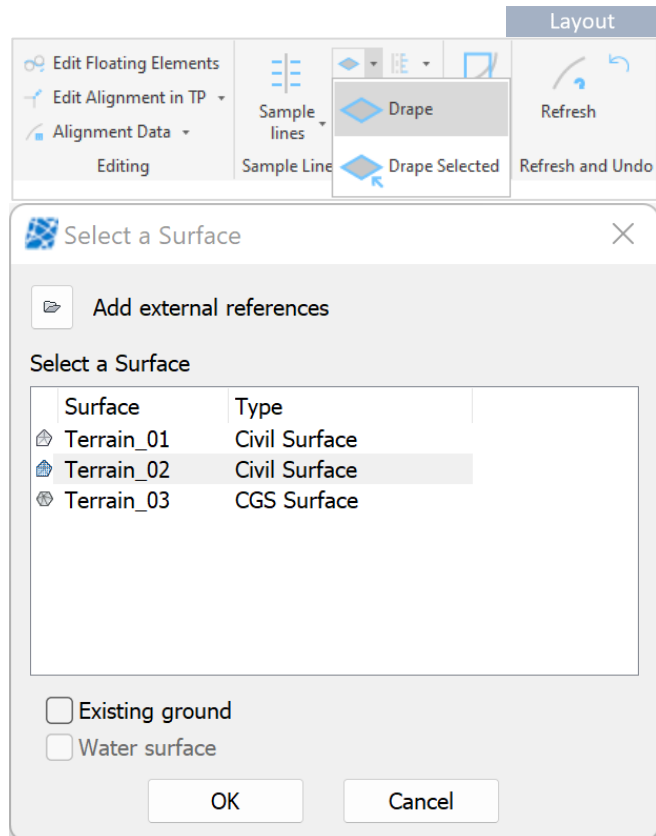 Layout
Edit Floating Elements
Edit Alignment in TP
Alignment Data
Editing
Sample
lines
Sample Line
Drape
Drape Selected
Refresh
Refresh and Undo
Select a Surface
Add external references
Select a Surface
Surface Type
Terrain_01 Civil Surface
Terrain_02 Civil Surface
Terrain_03 CGS Surface
Existing ground
Water surface
OK Cancel